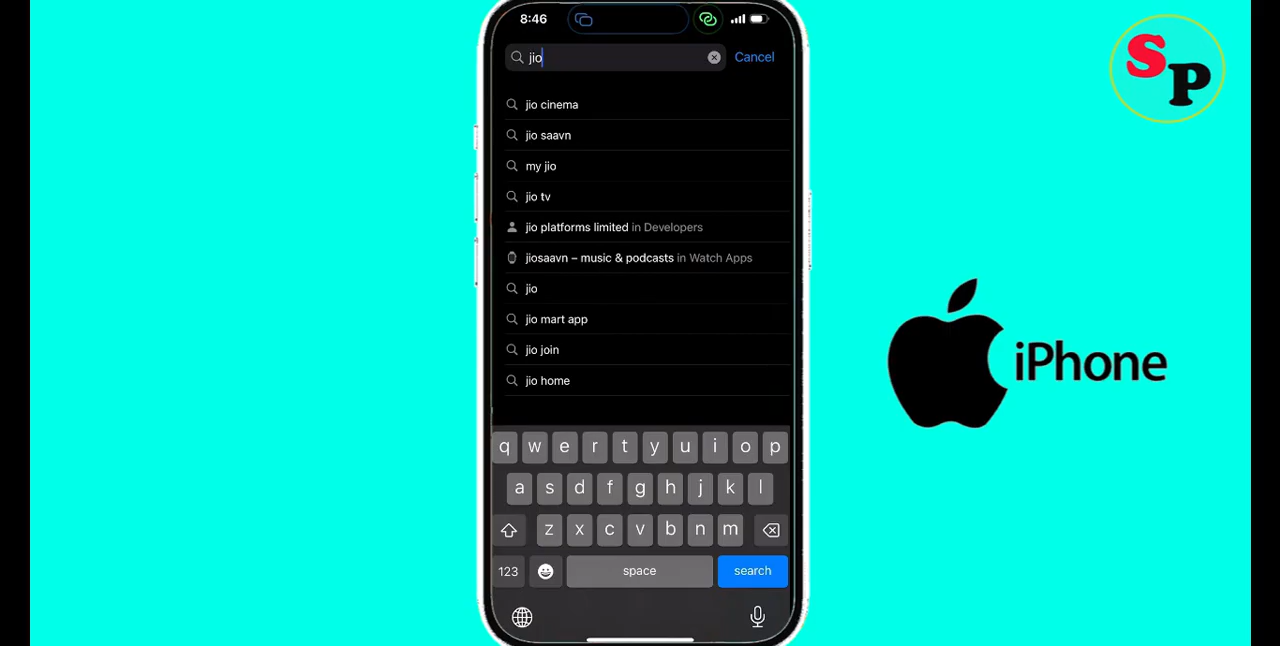 8:46
SP
jio
Cancel
jio cinema
jio saavn
my jio
jio tv
jio platforms limited in Developers
jiosaavn – music & podcasts in Watch Apps
jio
jio mart app
jio join
jio home
iPhone
q w e r t y u i o p
a s d f g h j k l
z x c v b n m
123 space search